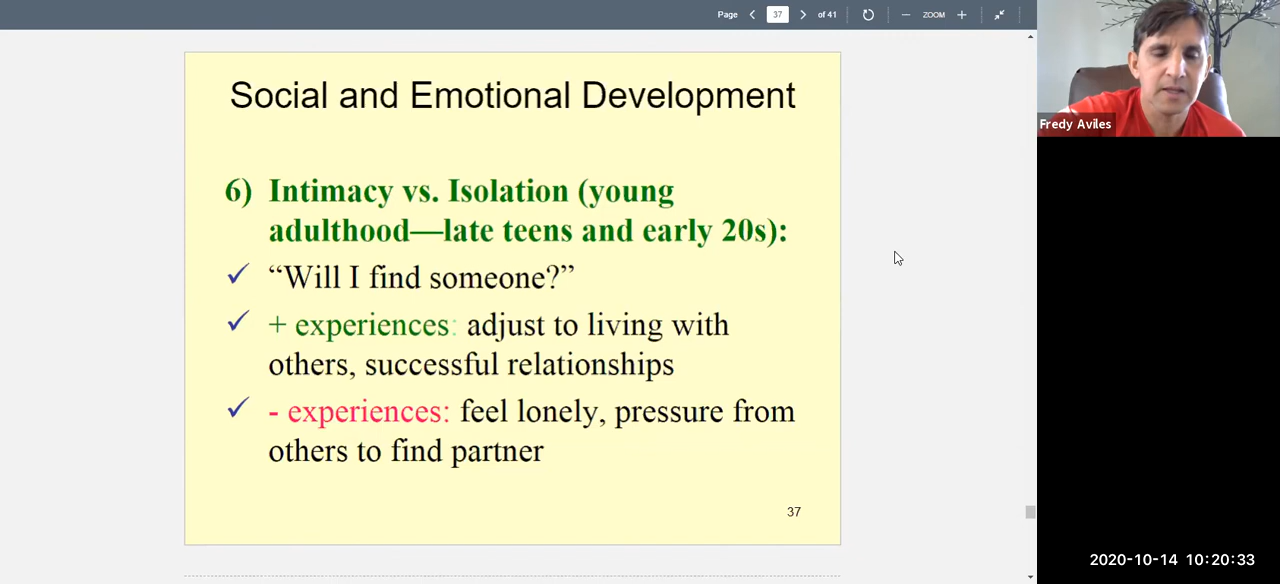 Page 37 of 41 ZOOM
Social and Emotional Development
6) Intimacy vs. Isolation (young
adulthood—late teens and early 20s):
“Will I find someone?”
+ experiences: adjust to living with
others, successful relationships
- experiences: feel lonely, pressure from
others to find partner
37
Fredy Aviles
2020-10-14 10:20:33